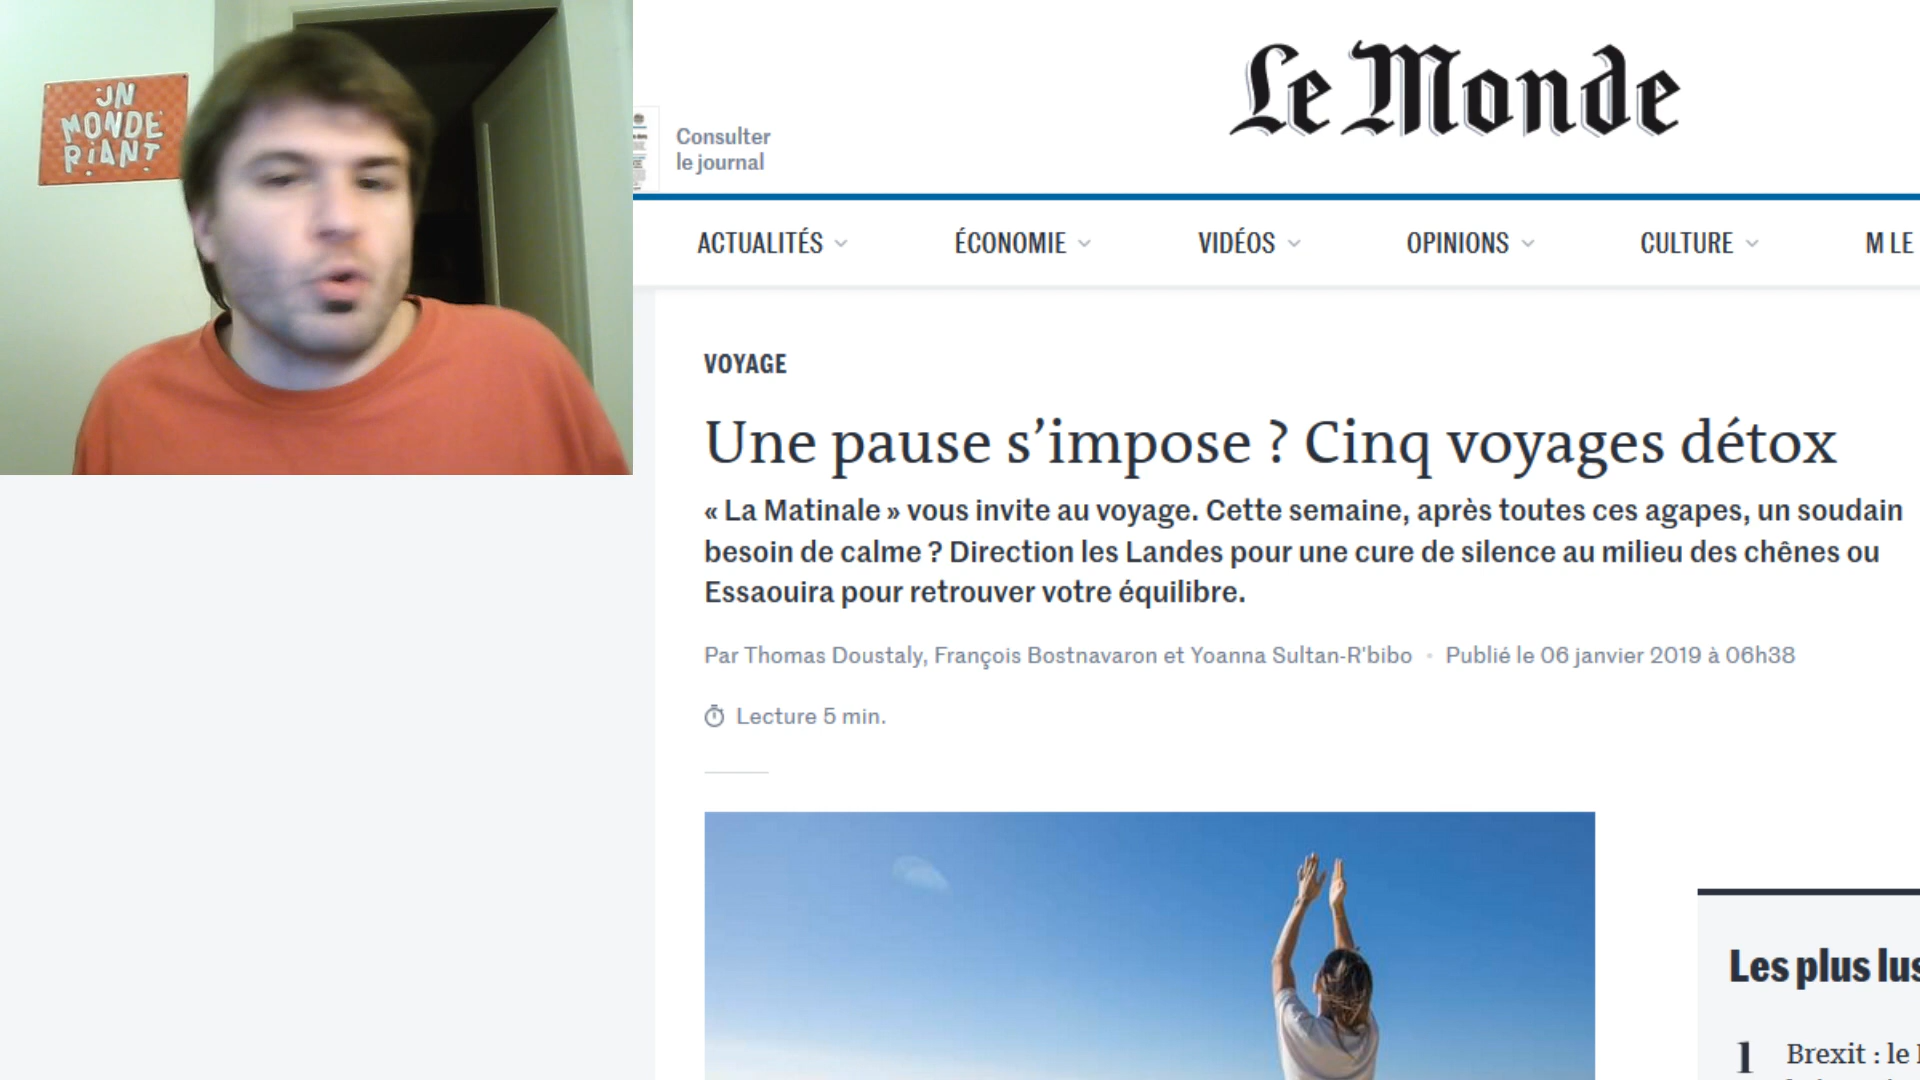 UN
MONDE
RiANT
Le Monde
Consulter
le journal
ACTUALITÉS
ÉCONOMIE
VIDÉOS
OPINIONS
CULTURE
M LE
VOYAGE
Une pause s’impose ? Cinq voyages détox
« La Matinale » vous invite au voyage. Cette semaine, après toutes ces agapes, un soudain
besoin de calme ? Direction les Landes pour une cure de silence au milieu des chênes ou
Essaouira pour retrouver votre équilibre.
Par Thomas Doustaly, François Bostnavaron et Yoanna Sultan-R'bibo • Publié le 06 janvier 2019 à 06h38
Lecture 5 min.
Les plus lus
1 Brexit : le